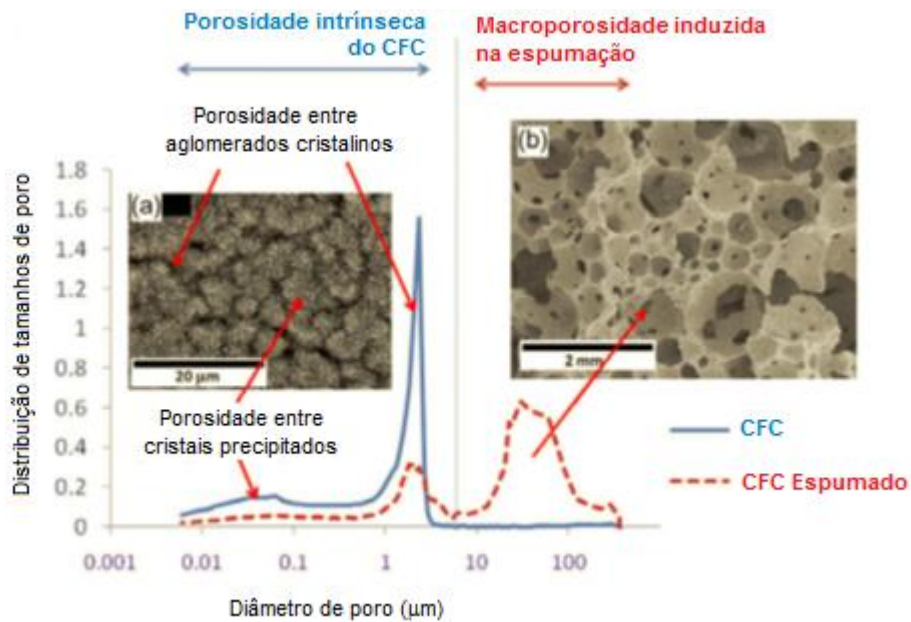 Porosidade intrínseca
do CFC
Macroporosidade induzida
na espumação
Porosidade entre
aglomerados cristalinos
(a)
20 µm
(b)
2 mm
Porosidade entre
cristais precipitados
CFC
CFC Espumado
Distribuição de tamanhos de poro
1.8
1.6
1.4
1.2
1
0.8
0.6
0.4
0.2
0
0.001
0.01
0.1
1
10
100
Diâmetro de poro (µm)